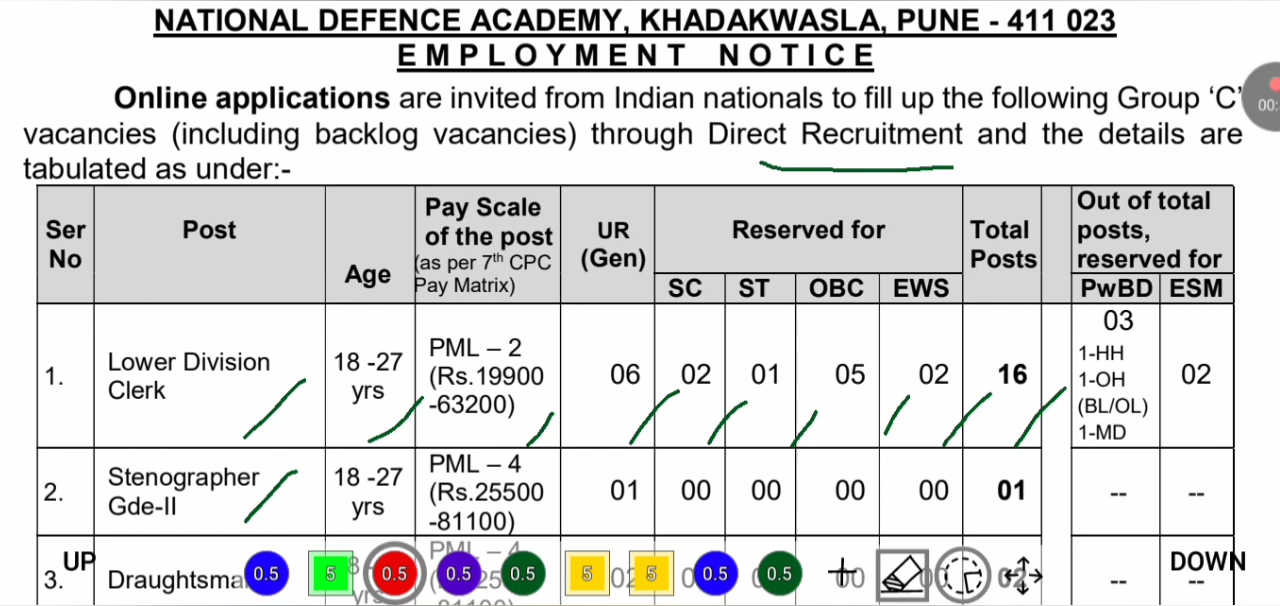 NATIONAL DEFENCE ACADEMY, KHADAKWASLA, PUNE - 411 023
EMPLOYMENT NOTICE
Online applications are invited from Indian nationals to fill up the following Group ‘C’
vacancies (including backlog vacancies) through Direct Recruitment and the details are
tabulated as under:-
Ser No Post Age Pay Scale of the post (as per 7th CPC Pay Matrix) UR (Gen) Reserved for Total Posts Out of total posts, reserved for
SC ST OBC EWS PwBD ESM
1. Lower Division Clerk 18 -27 yrs PML – 2 (Rs.19900 -63200) 06 02 01 05 02 16 03 1-HH 1-OH (BL/OL) 1-MD 02
2. Stenographer Gde-II 18 -27 yrs PML – 4 (Rs.25500 -81100) 01 00 00 00 00 01 -- --
3. -- --
UP 0.5 5 0.5 0.5 0.5 5 5 0.5 0.5 DOWN